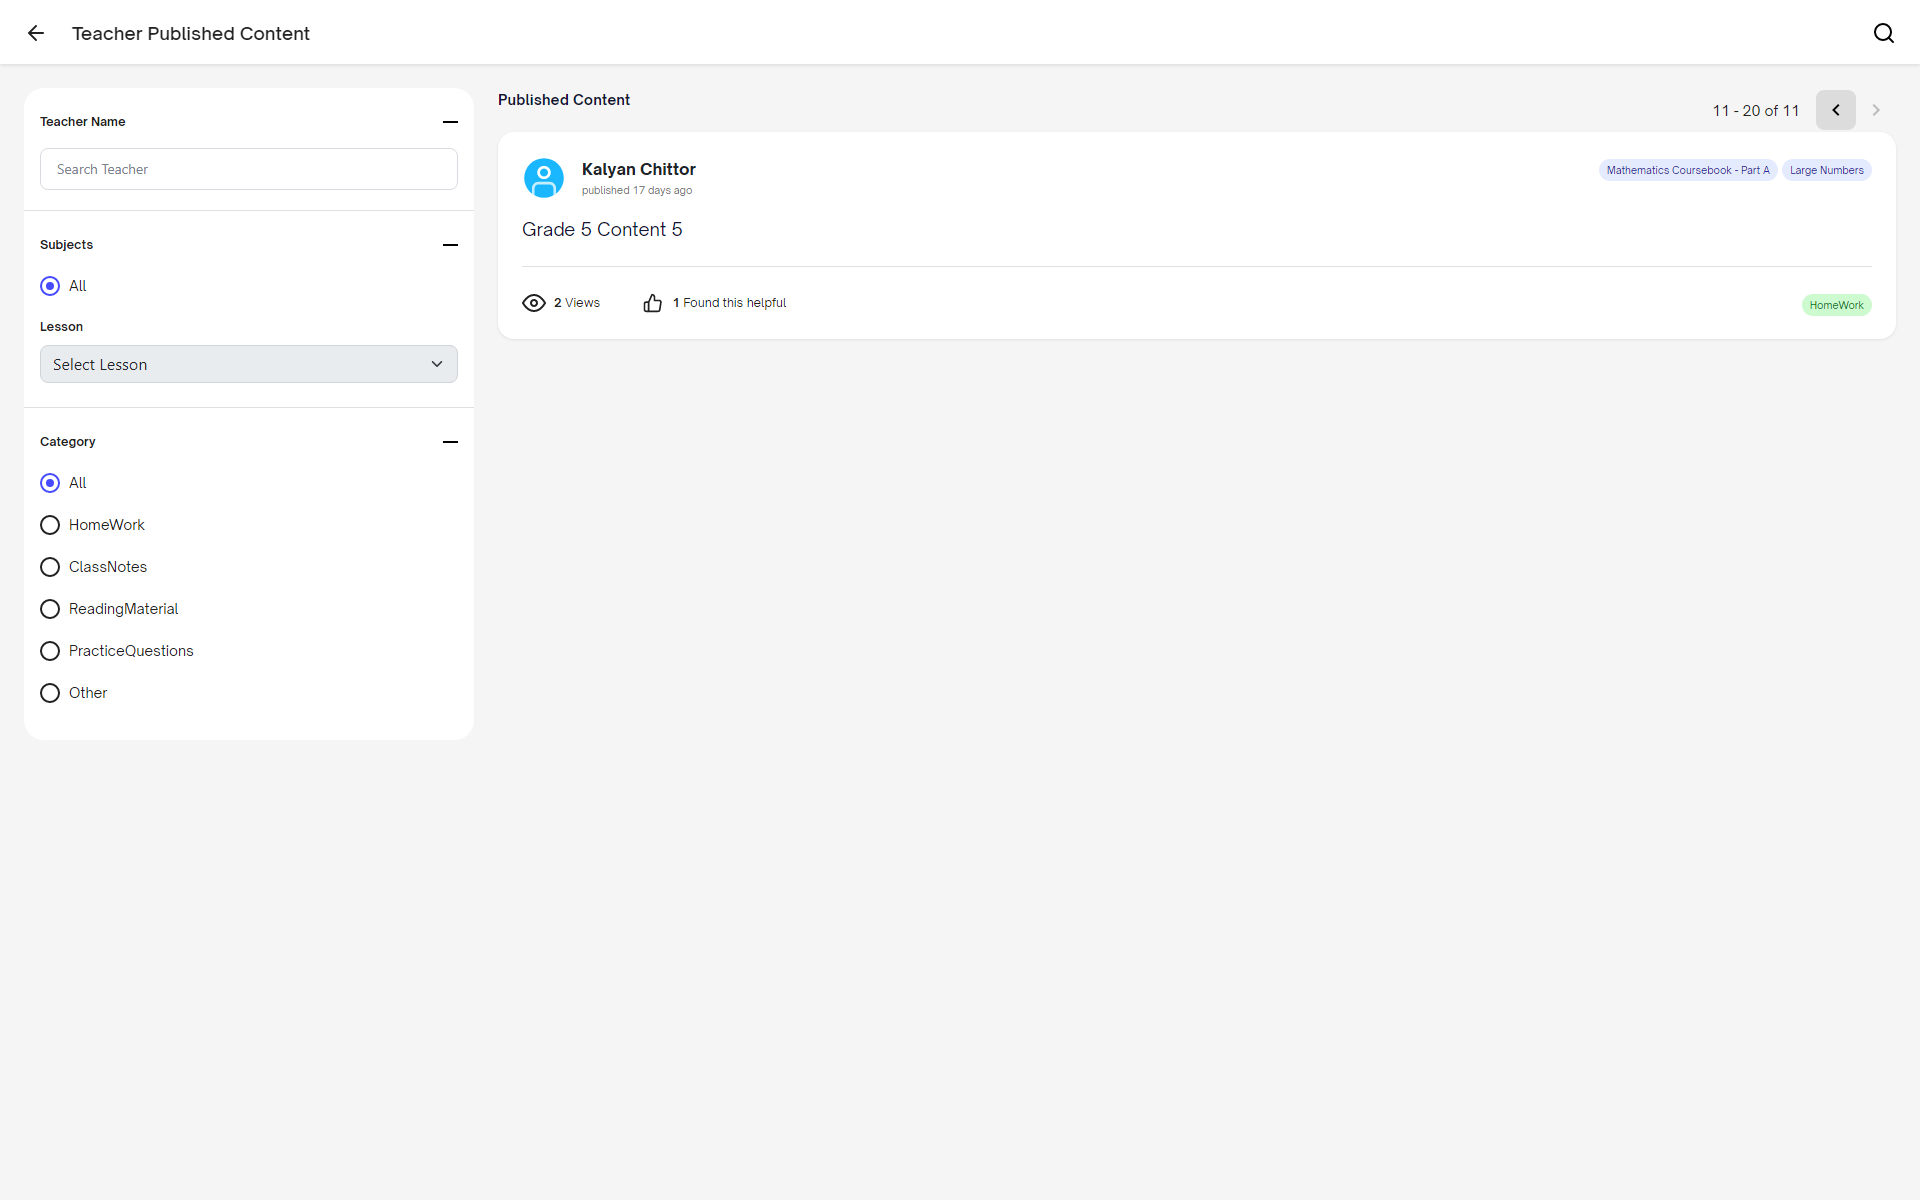 Teacher Published Content
Teacher Name
Search Teacher
Subjects
All
Lesson
Select Lesson
Category
All
HomeWork
ClassNotes
ReadingMaterial
PracticeQuestions
Other
Published Content
11 - 20 of 11
Kalyan Chittor
published 17 days ago
Mathematics Coursebook - Part A
Large Numbers
Grade 5 Content 5
2 Views
1 Found this helpful
HomeWork